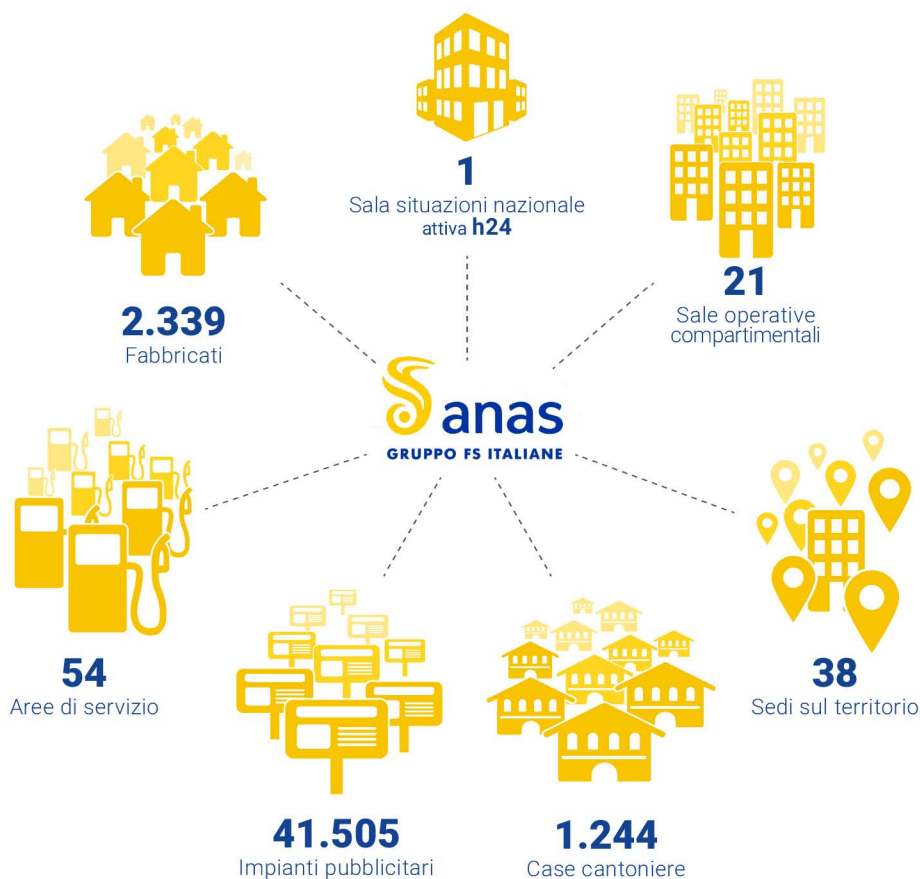 1
Sala situazioni nazionale
attiva h24
21
Sale operative
compartimentali
2.339
Fabbricati
anas
GRUPPO FS ITALIANE
54
Aree di servizio
38
Sedi sul territorio
41.505
Impianti pubblicitari
1.244
Case cantoniere